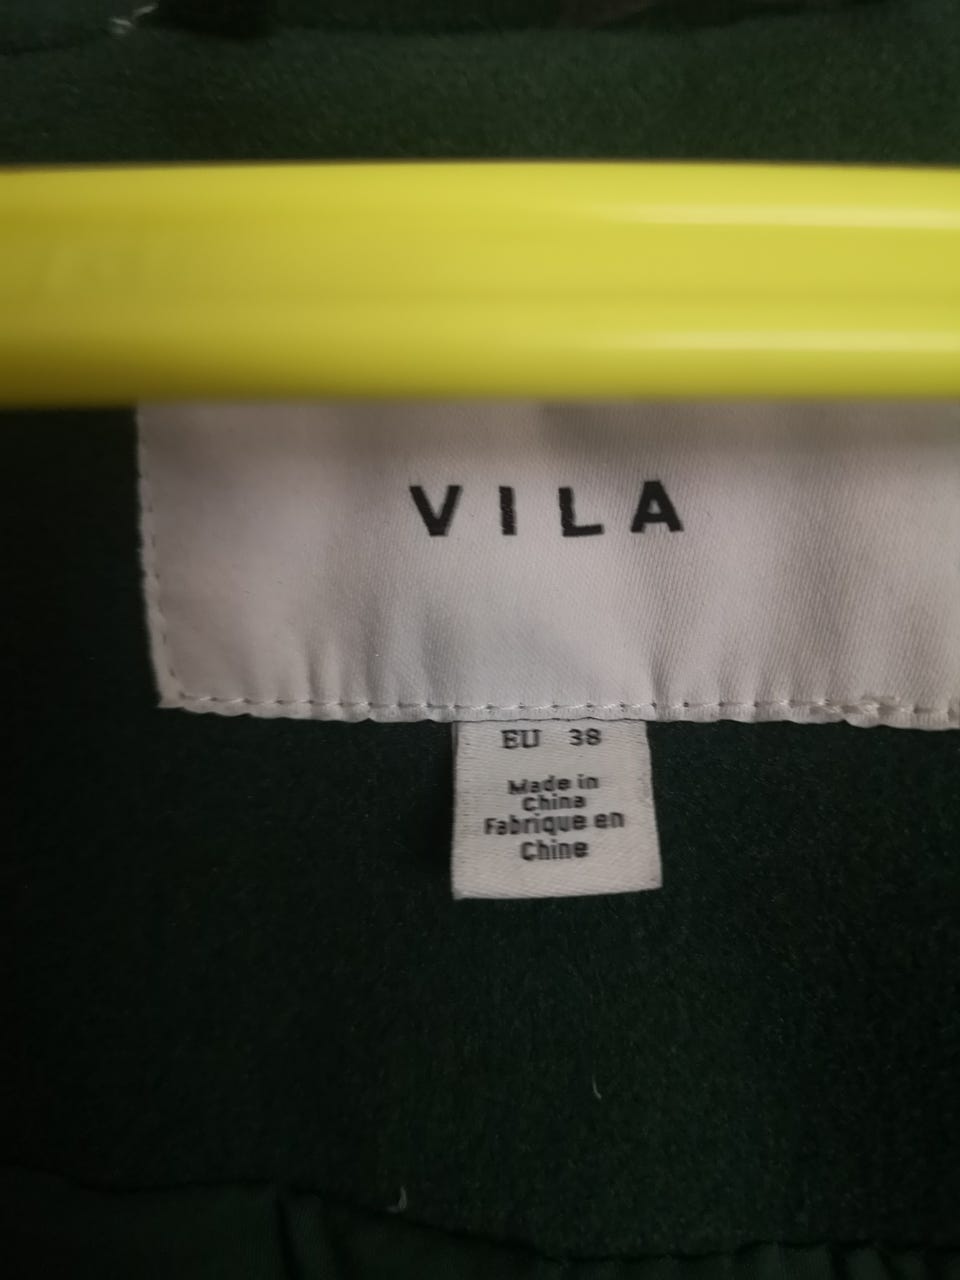 VILA
EU 38
Made in
China
Fabrique en
Chine